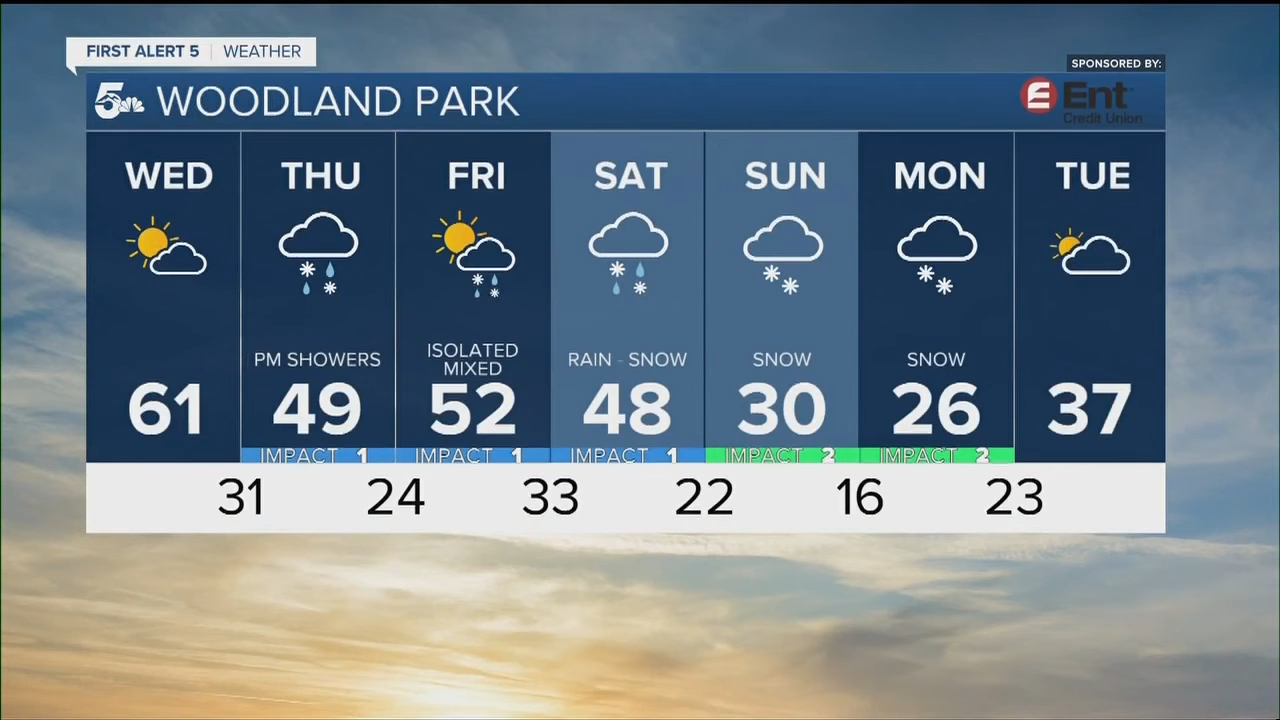 FIRST ALERT 5 | WEATHER
SPONSORED BY:
5 WOODLAND PARK
Ent
Credit Union
WED THU FRI SAT SUN MON TUE
PM SHOWERS ISOLATED MIXED RAIN - SNOW SNOW SNOW
61 49 52 48 30 26 37
IMPACT 1 IMPACT 1 IMPACT 1 IMPACT 2 IMPACT 2
31 24 33 22 16 23